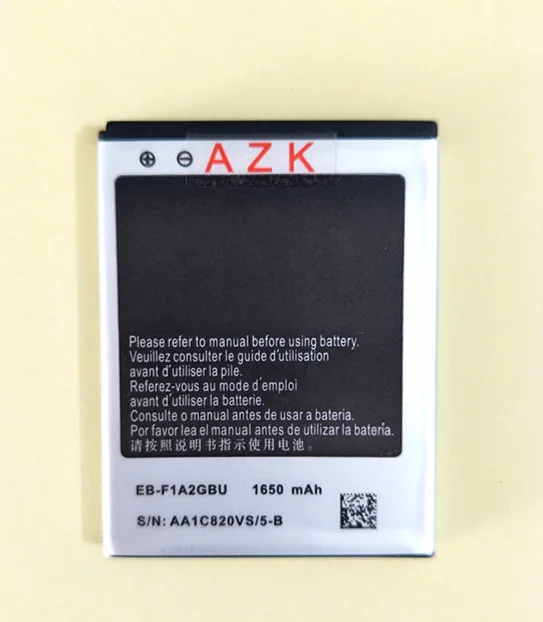 ⊕ ⊖ AZK
Please refer to manual before using battery.
Veuillez consulter le guide d'utilisation
avant d'utiliser la pile.
Referez-vous au mode d'emploi
avant d'utiliser la batterie.
Consulte o manual antes de usar a bateria.
Por favor lea el manual antes de utilizar la batería.
请按照说明书指示使用电池。
EB-F1A2GBU 1650 mAh
S/N: AA1C820VS/5-B